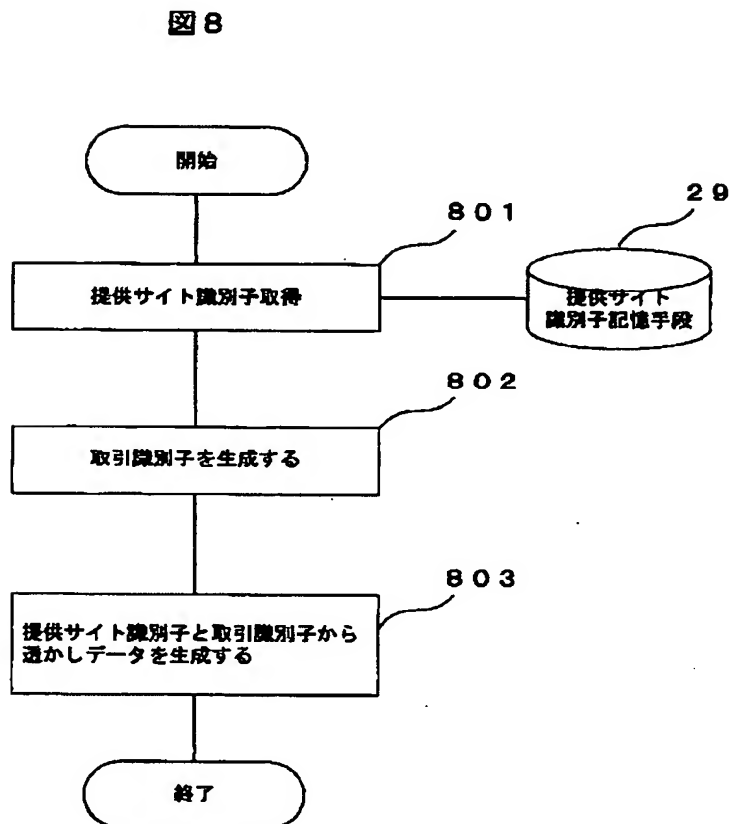 図8
開始
801
29
提供サイト識別子取得
提供サイト
識別子記憶手段
802
取引識別子を生成する
803
提供サイト識別子と取引識別子から
透かしデータを生成する
終了